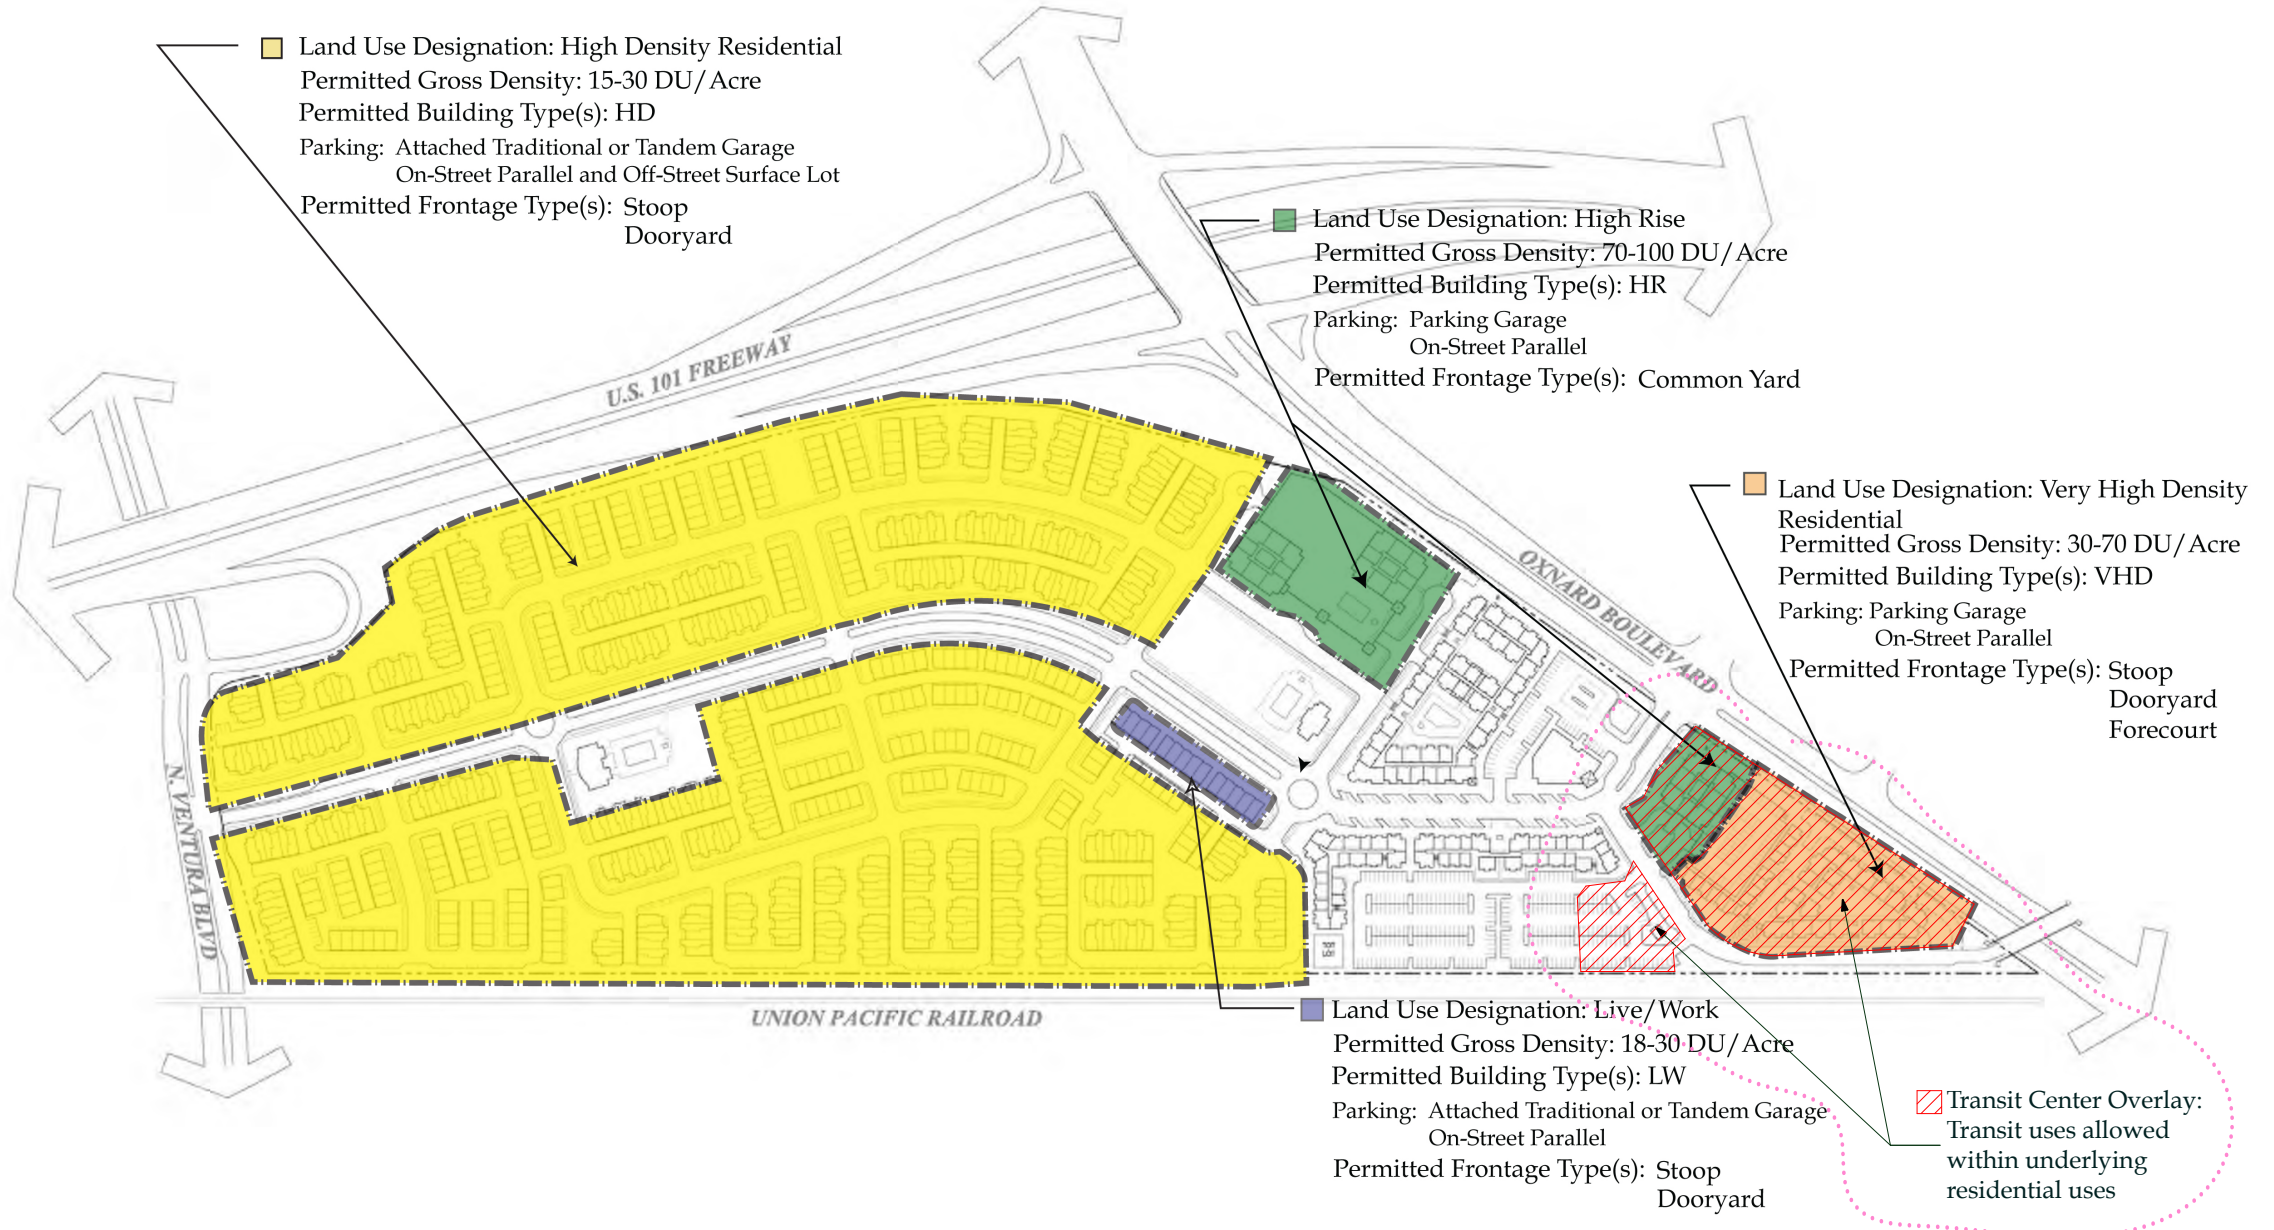 Land Use Designation: High Density Residential
Permitted Gross Density: 15-30 DU/Acre
Permitted Building Type(s): HD
Parking: Attached Traditional or Tandem Garage
On-Street Parallel and Off-Street Surface Lot
Permitted Frontage Type(s): Stoop
Dooryard
Land Use Designation: High Rise
Permitted Gross Density: 70-100 DU/Acre
Permitted Building Type(s): HR
Parking: Parking Garage
On-Street Parallel
Permitted Frontage Type(s): Common Yard
U.S. 101 FREEWAY
Land Use Designation: Very High Density
Residential
Permitted Gross Density: 30-70 DU/Acre
Permitted Building Type(s): VHD
Parking: Parking Garage
On-Street Parallel
Permitted Frontage Type(s): Stoop
Dooryard
Forecourt
OXNARD BOULEVARD
N. VENTURA BLVD
TOT
LOT
UNION PACIFIC RAILROAD
Land Use Designation: Live/Work
Permitted Gross Density: 18-30 DU/Acre
Permitted Building Type(s): LW
Parking: Attached Traditional or Tandem Garage
On-Street Parallel
Permitted Frontage Type(s): Stoop
Dooryard
Transit Center Overlay:
Transit uses allowed
within underlying
residential uses